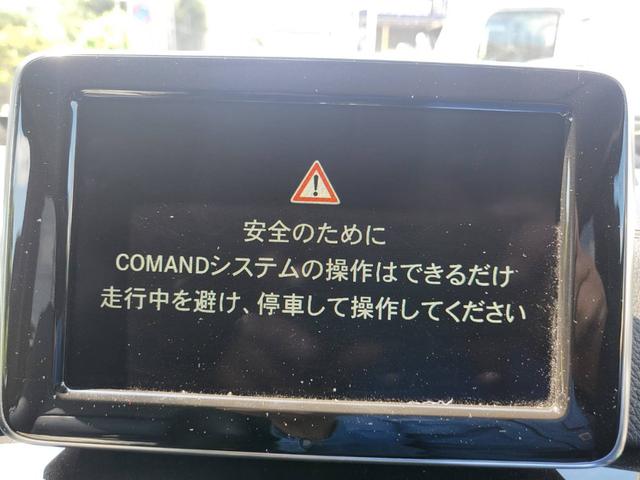 安全のために
COMANDシステムの操作はできるだけ
走行中を避け、停車して操作してください